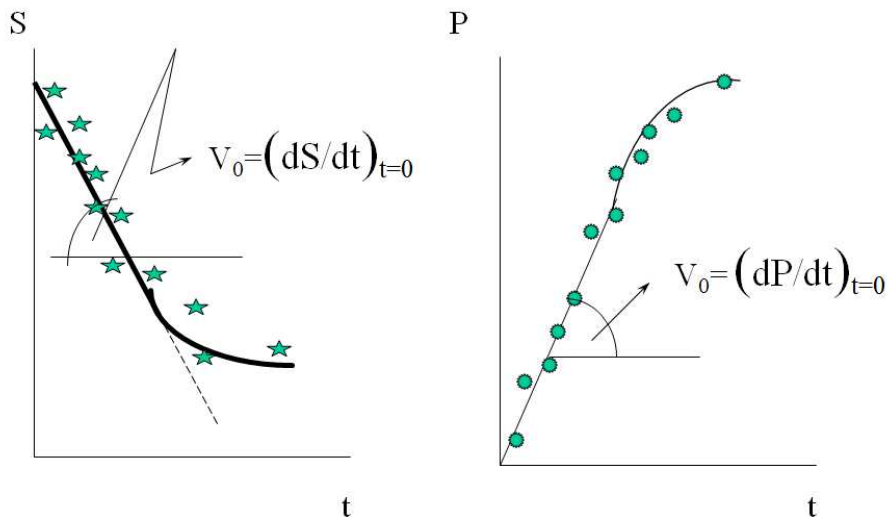 S
V₀=(dS/dt)ₜ₌₀
t
P
V₀=(dP/dt)ₜ₌₀
t